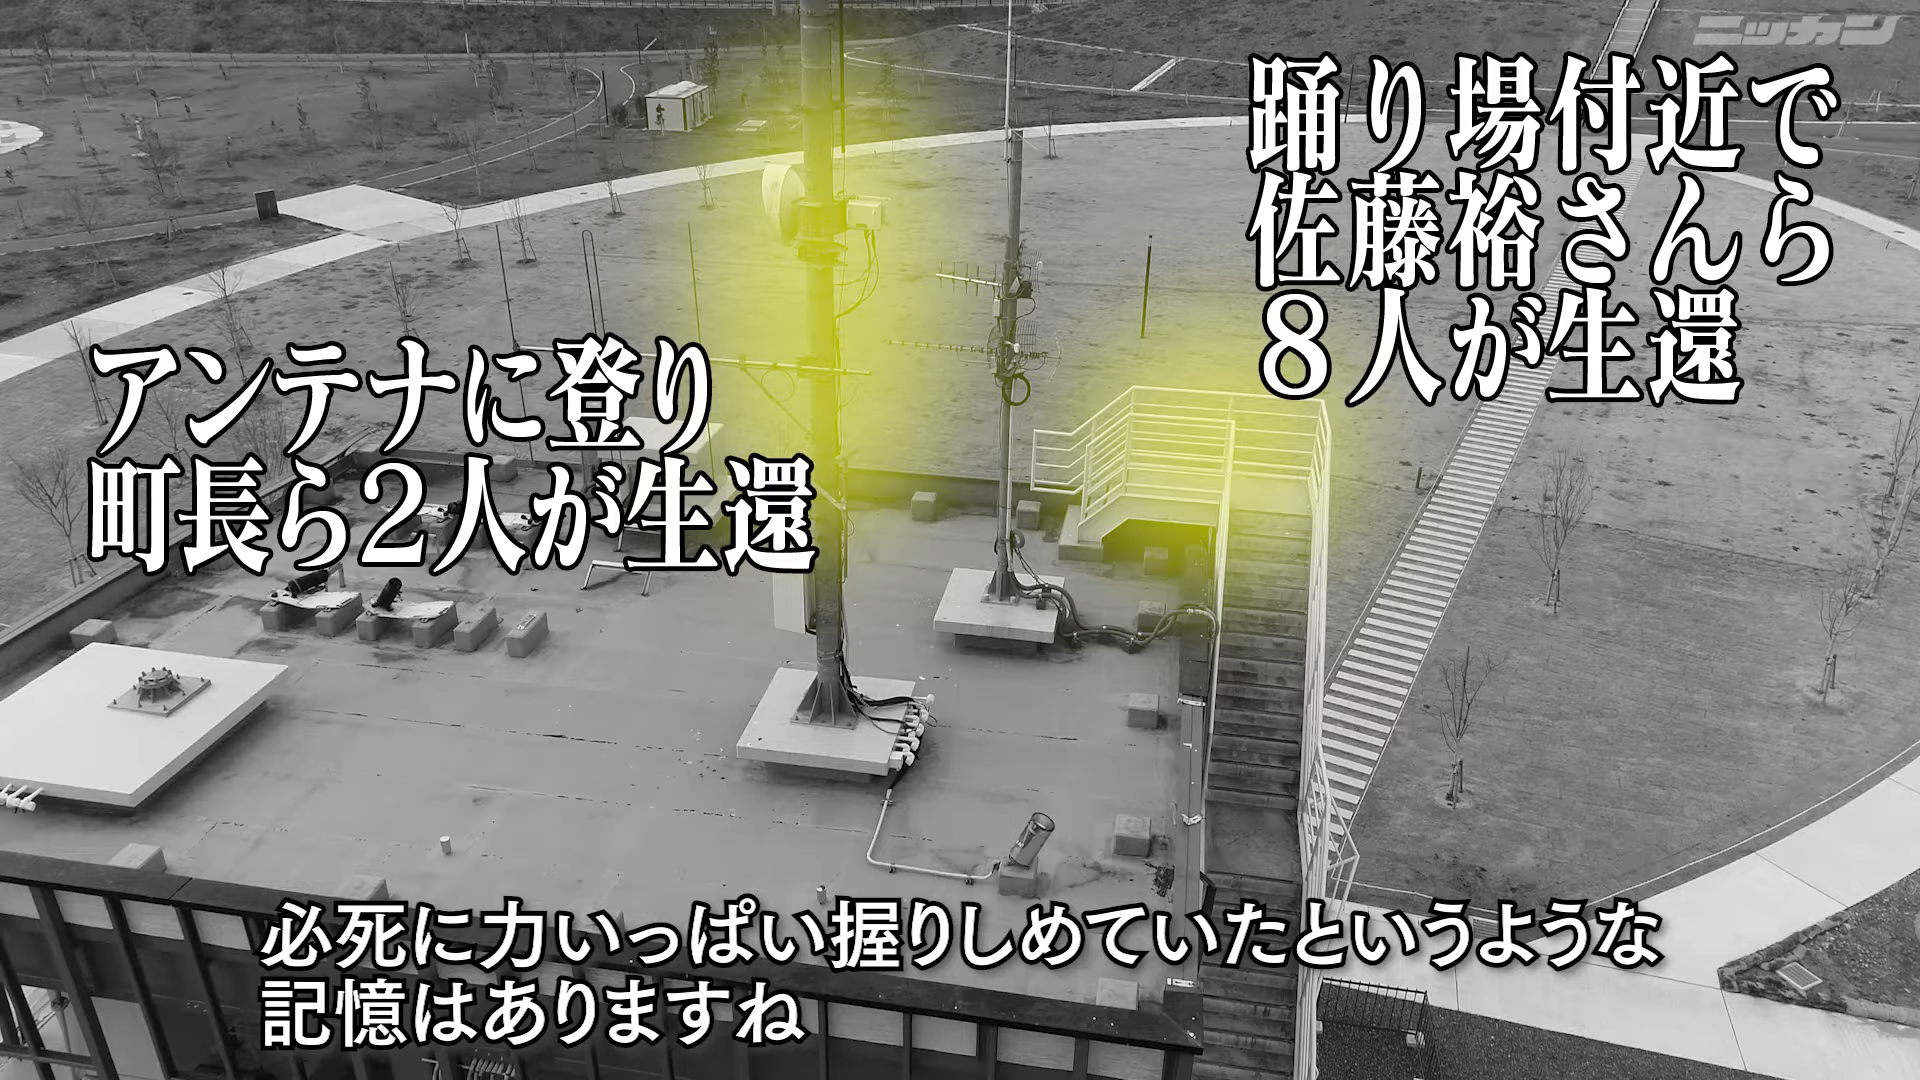 ニッカン
踊り場付近で
佐藤裕さんら
８人が生還
アンテナに登り
町長ら２人が生還
必死に力いっぱい握りしめていたというような
記憶はありますね